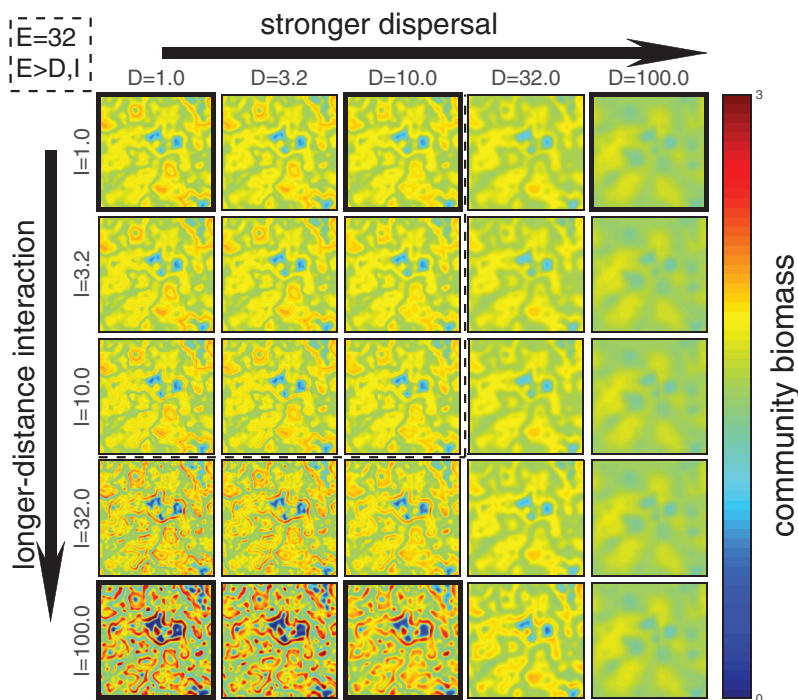 E=32
E>D,I
stronger dispersal
D=1.0
D=3.2
D=10.0
D=32.0
D=100.0
longer-distance interaction
I=1.0
I=3.2
I=10.0
I=32.0
I=100.0
3
0
community biomass